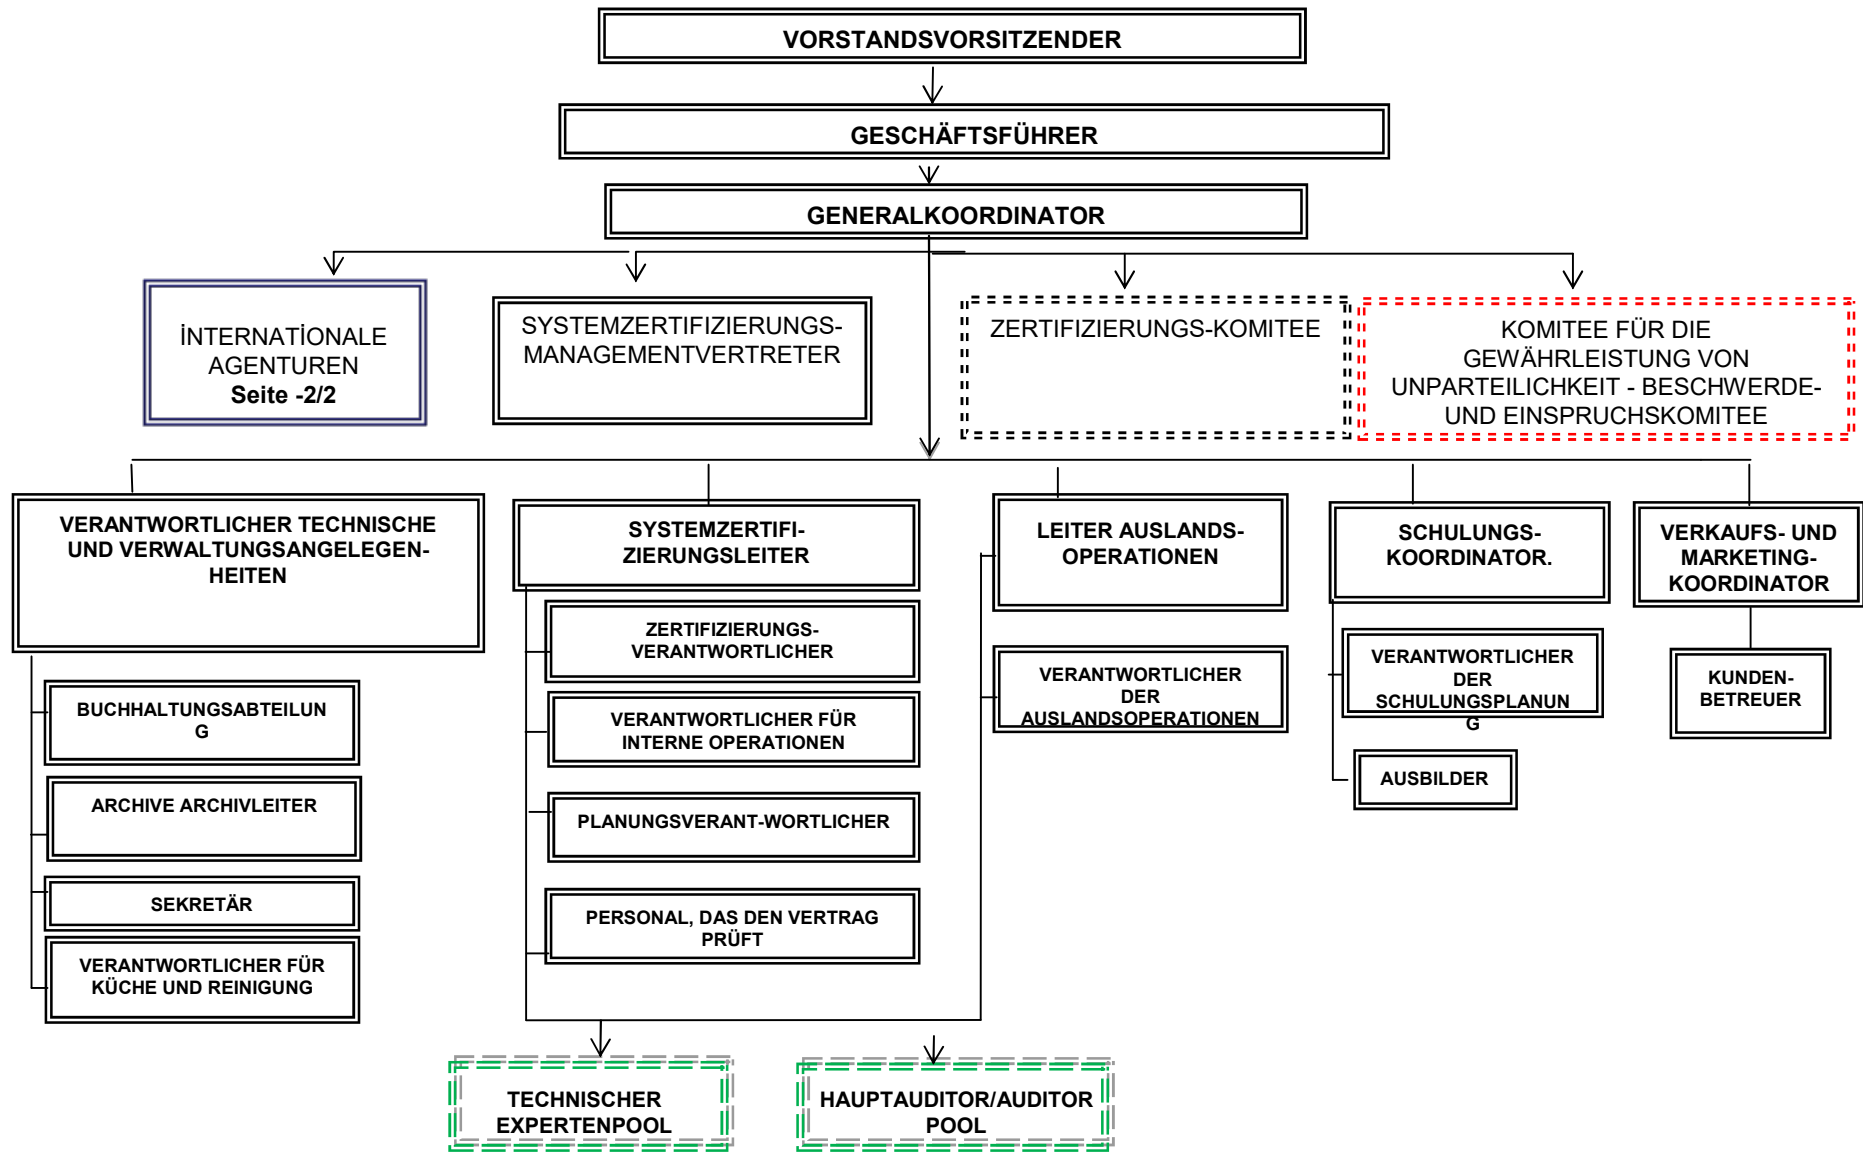 VORSTANDSVORSITZENDER
GESCHÄFTSFÜHRER
GENERALKOORDINATOR
İNTERNATİONALE
AGENTUREN
Seite -2/2
SYSTEMZERTIFIZIERUNGS-
MANAGEMENTVERTRETER
ZERTIFIZIERUNGS-KOMITEE
KOMITEE FÜR DIE
GEWÄHRLEISTUNG VON
UNPARTEILICHKEIT - BESCHWERDE-
UND EINSPRUCHSKOMITEE
VERANTWORTLICHER TECHNISCHE
UND VERWALTUNGSANGELEGEN-
HEITEN
SYSTEMZERTIFI-
ZIERUNGSLEITER
LEITER AUSLANDS-
OPERATIONEN
SCHULUNGS-
KOORDINATOR.
VERKAUFS- UND
MARKETING-
KOORDINATOR
BUCHHALTUNGSABTEILUN
G
ARCHIVE ARCHIVLEITER
SEKRETÄR
VERANTWORTLICHER FÜR
KÜCHE UND REINIGUNG
ZERTIFIZIERUNGS-
VERANTWORTLICHER
VERANTWORTLICHER FÜR
INTERNE OPERATIONEN
PLANUNGSVERANT-WORTLICHER
PERSONAL, DAS DEN VERTRAG
PRÜFT
VERANTWORTLICHER
DER
AUSLANDSOPERATIONEN
VERANTWORTLICHER
DER
SCHULUNGSPLANUN
G
AUSBILDER
KUNDEN-
BETREUER
TECHNISCHER
EXPERTENPOOL
HAUPTAUDITOR/AUDITOR
POOL